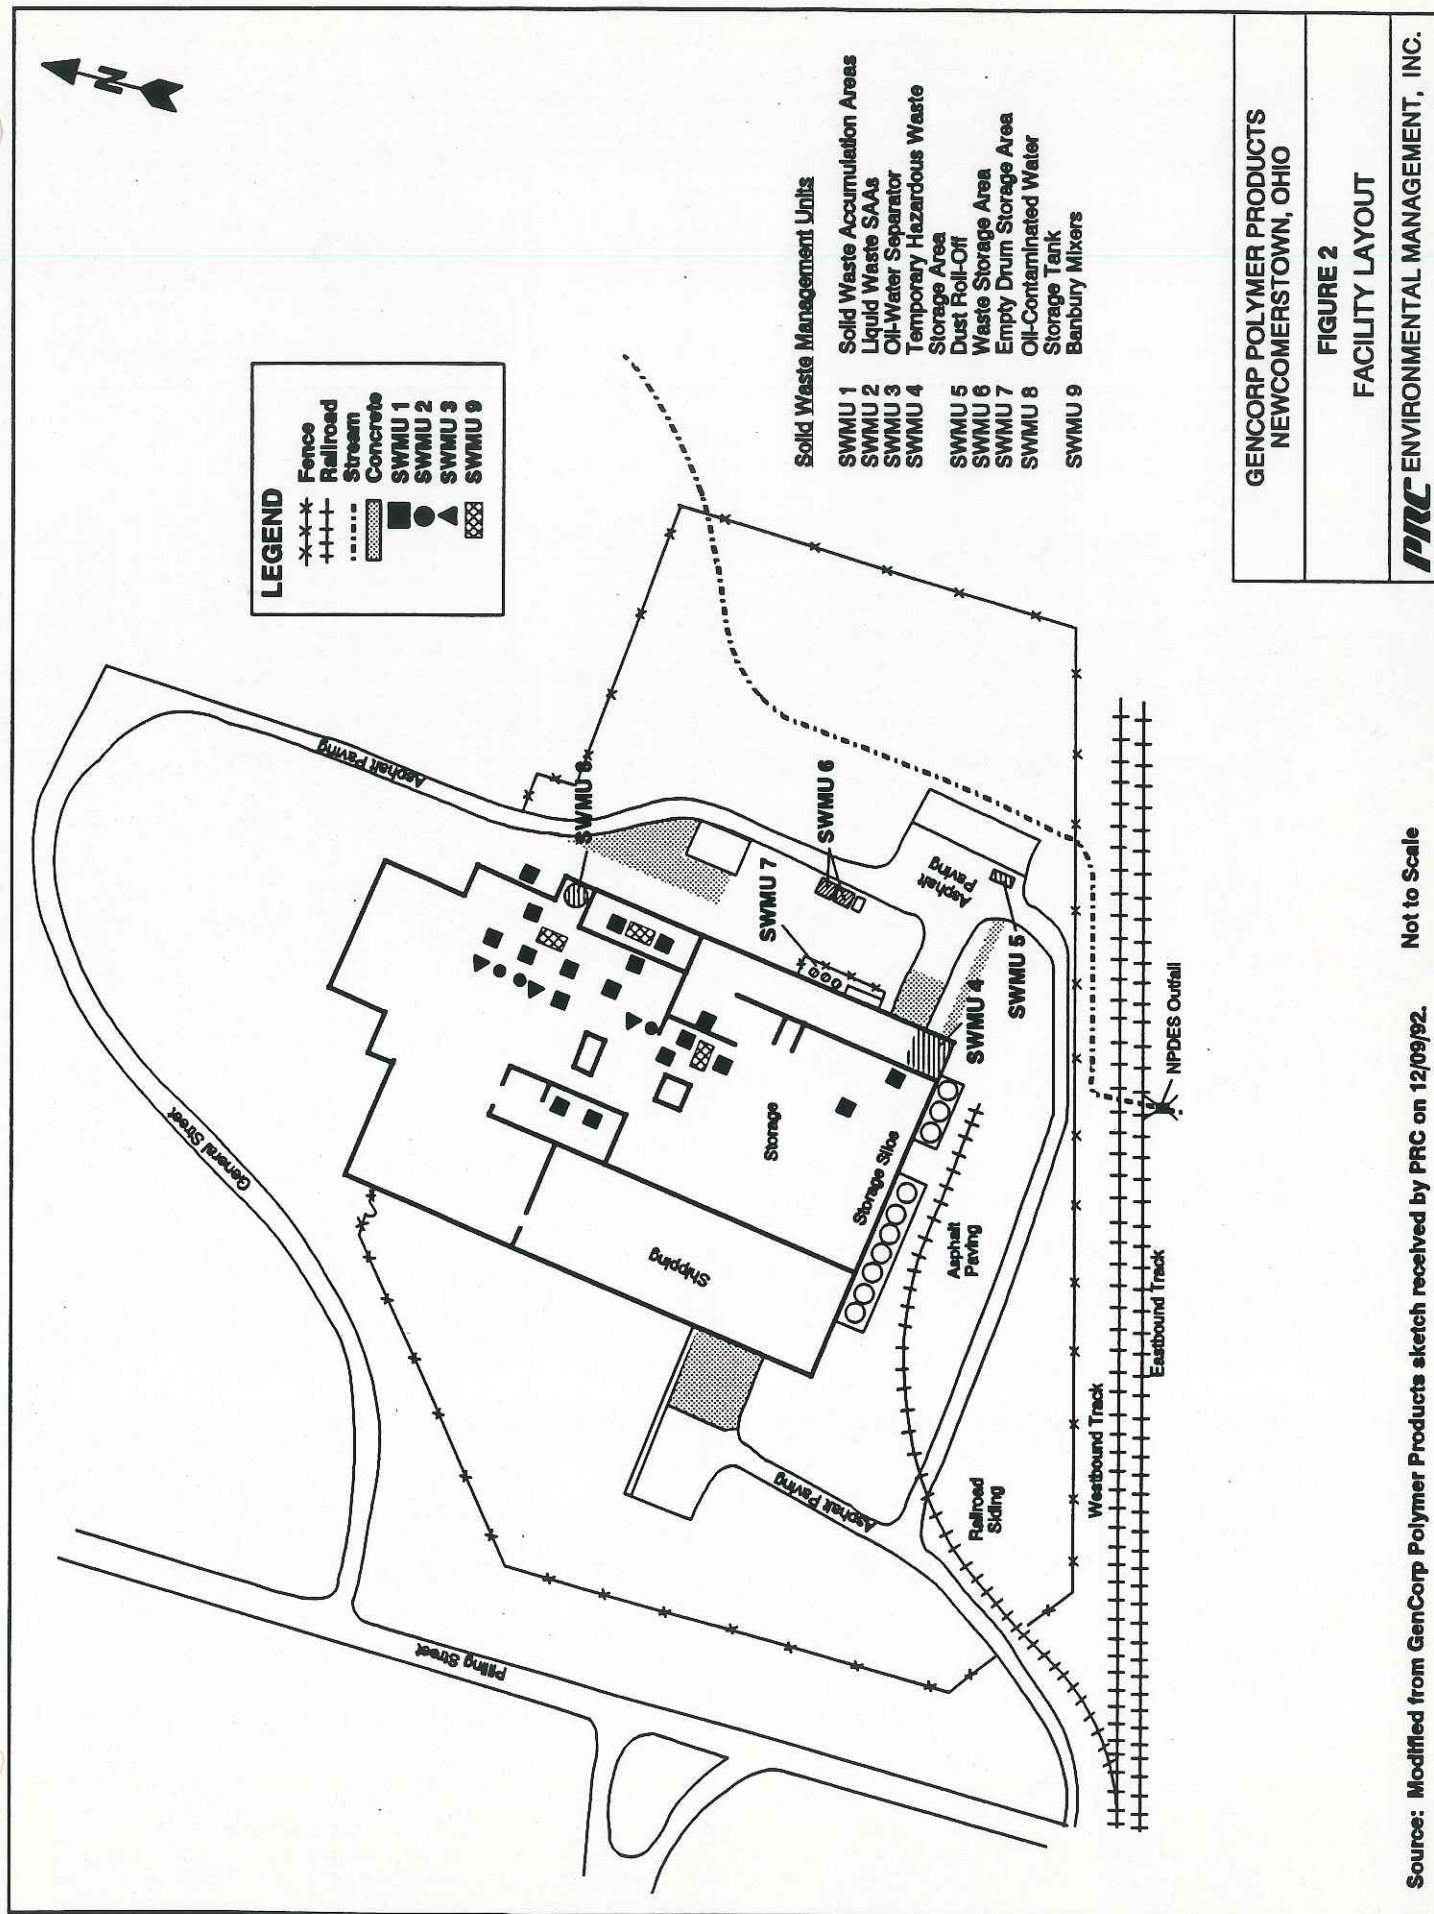 N
LEGEND
Fence
Railroad
Stream
Concrete
SWMU 1
SWMU 2
SWMU 3
SWMU 9
General Street
Pilling Street
Asphalt Paving
SWMU 8
SWMU 7
SWMU 6
Asphalt
Paving
SWMU 5
SWMU 4
Storage
Storage Silos
Shipping
Asphalt
Paving
Asphalt Paving
Railroad
Siding
Westbound Track
Eastbound Track
NPDES Outfall
Solid Waste Management Units
SWMU 1 Solid Waste Accumulation Areas
SWMU 2 Liquid Waste SAAs
SWMU 3 Oil-Water Separator
SWMU 4 Temporary Hazardous Waste
Storage Area
SWMU 5 Dust Roll-Off
SWMU 6 Waste Storage Area
SWMU 7 Empty Drum Storage Area
SWMU 8 Oil-Contaminated Water
Storage Tank
SWMU 9 Banbury Mixers
GENCORP POLYMER PRODUCTS
NEWCOMERSTOWN, OHIO
FIGURE 2
FACILITY LAYOUT
PRC ENVIRONMENTAL MANAGEMENT, INC.
Source: Modified from GenCorp Polymer Products sketch received by PRC on 12/09/92. Not to Scale